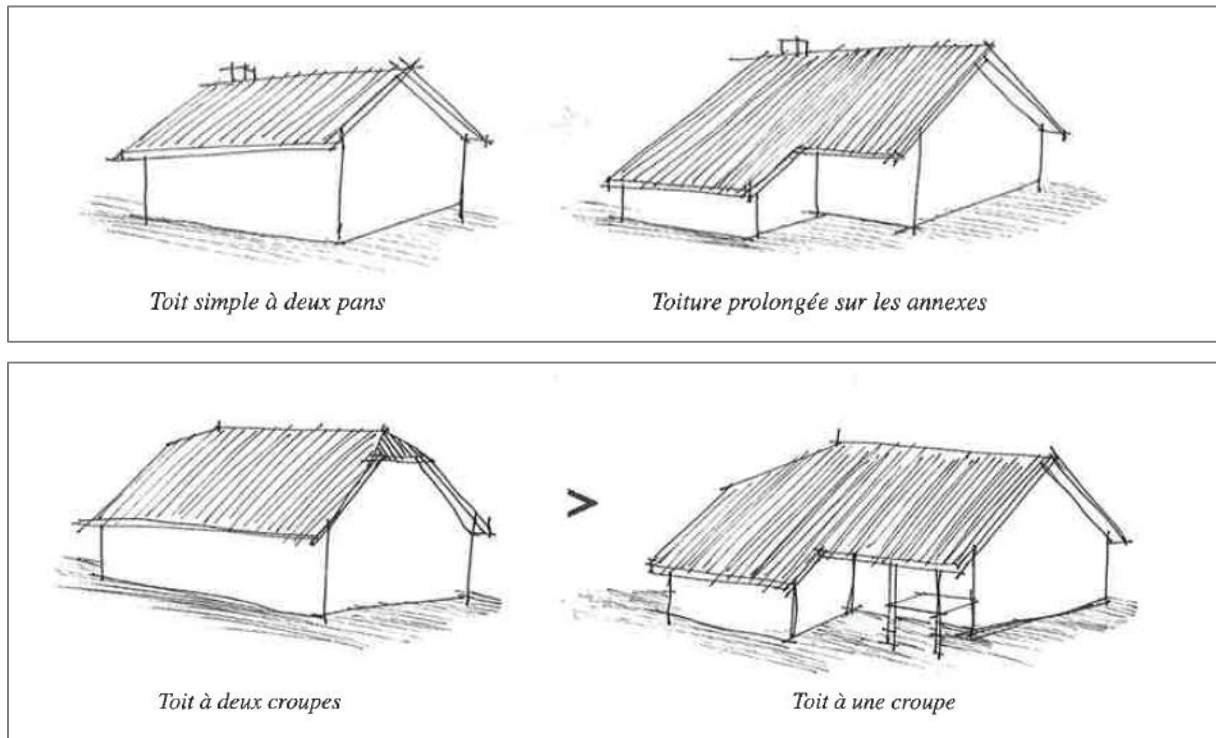 Toit simple à deux pans
Toiture prolongée sur les annexes
>
Toit à deux croupes
Toit à une croupe